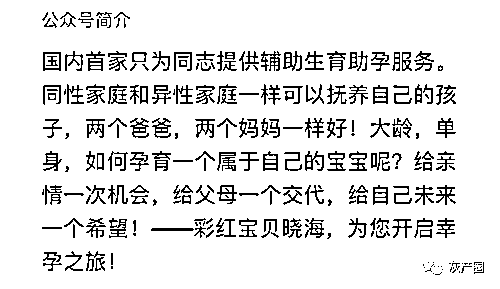 公众号简介
国内首家只为同志提供辅助生育助孕服务。
同性家庭和异性家庭一样可以抚养自己的孩
子，两个爸爸，两个妈妈一样好！大龄，单
身，如何孕育一个属于自己的宝宝呢？给亲
情一次机会，给父母一个交代，给自己未来
一个希望！——彩红宝贝晓海，为您开启幸
孕之旅！
灰产圈